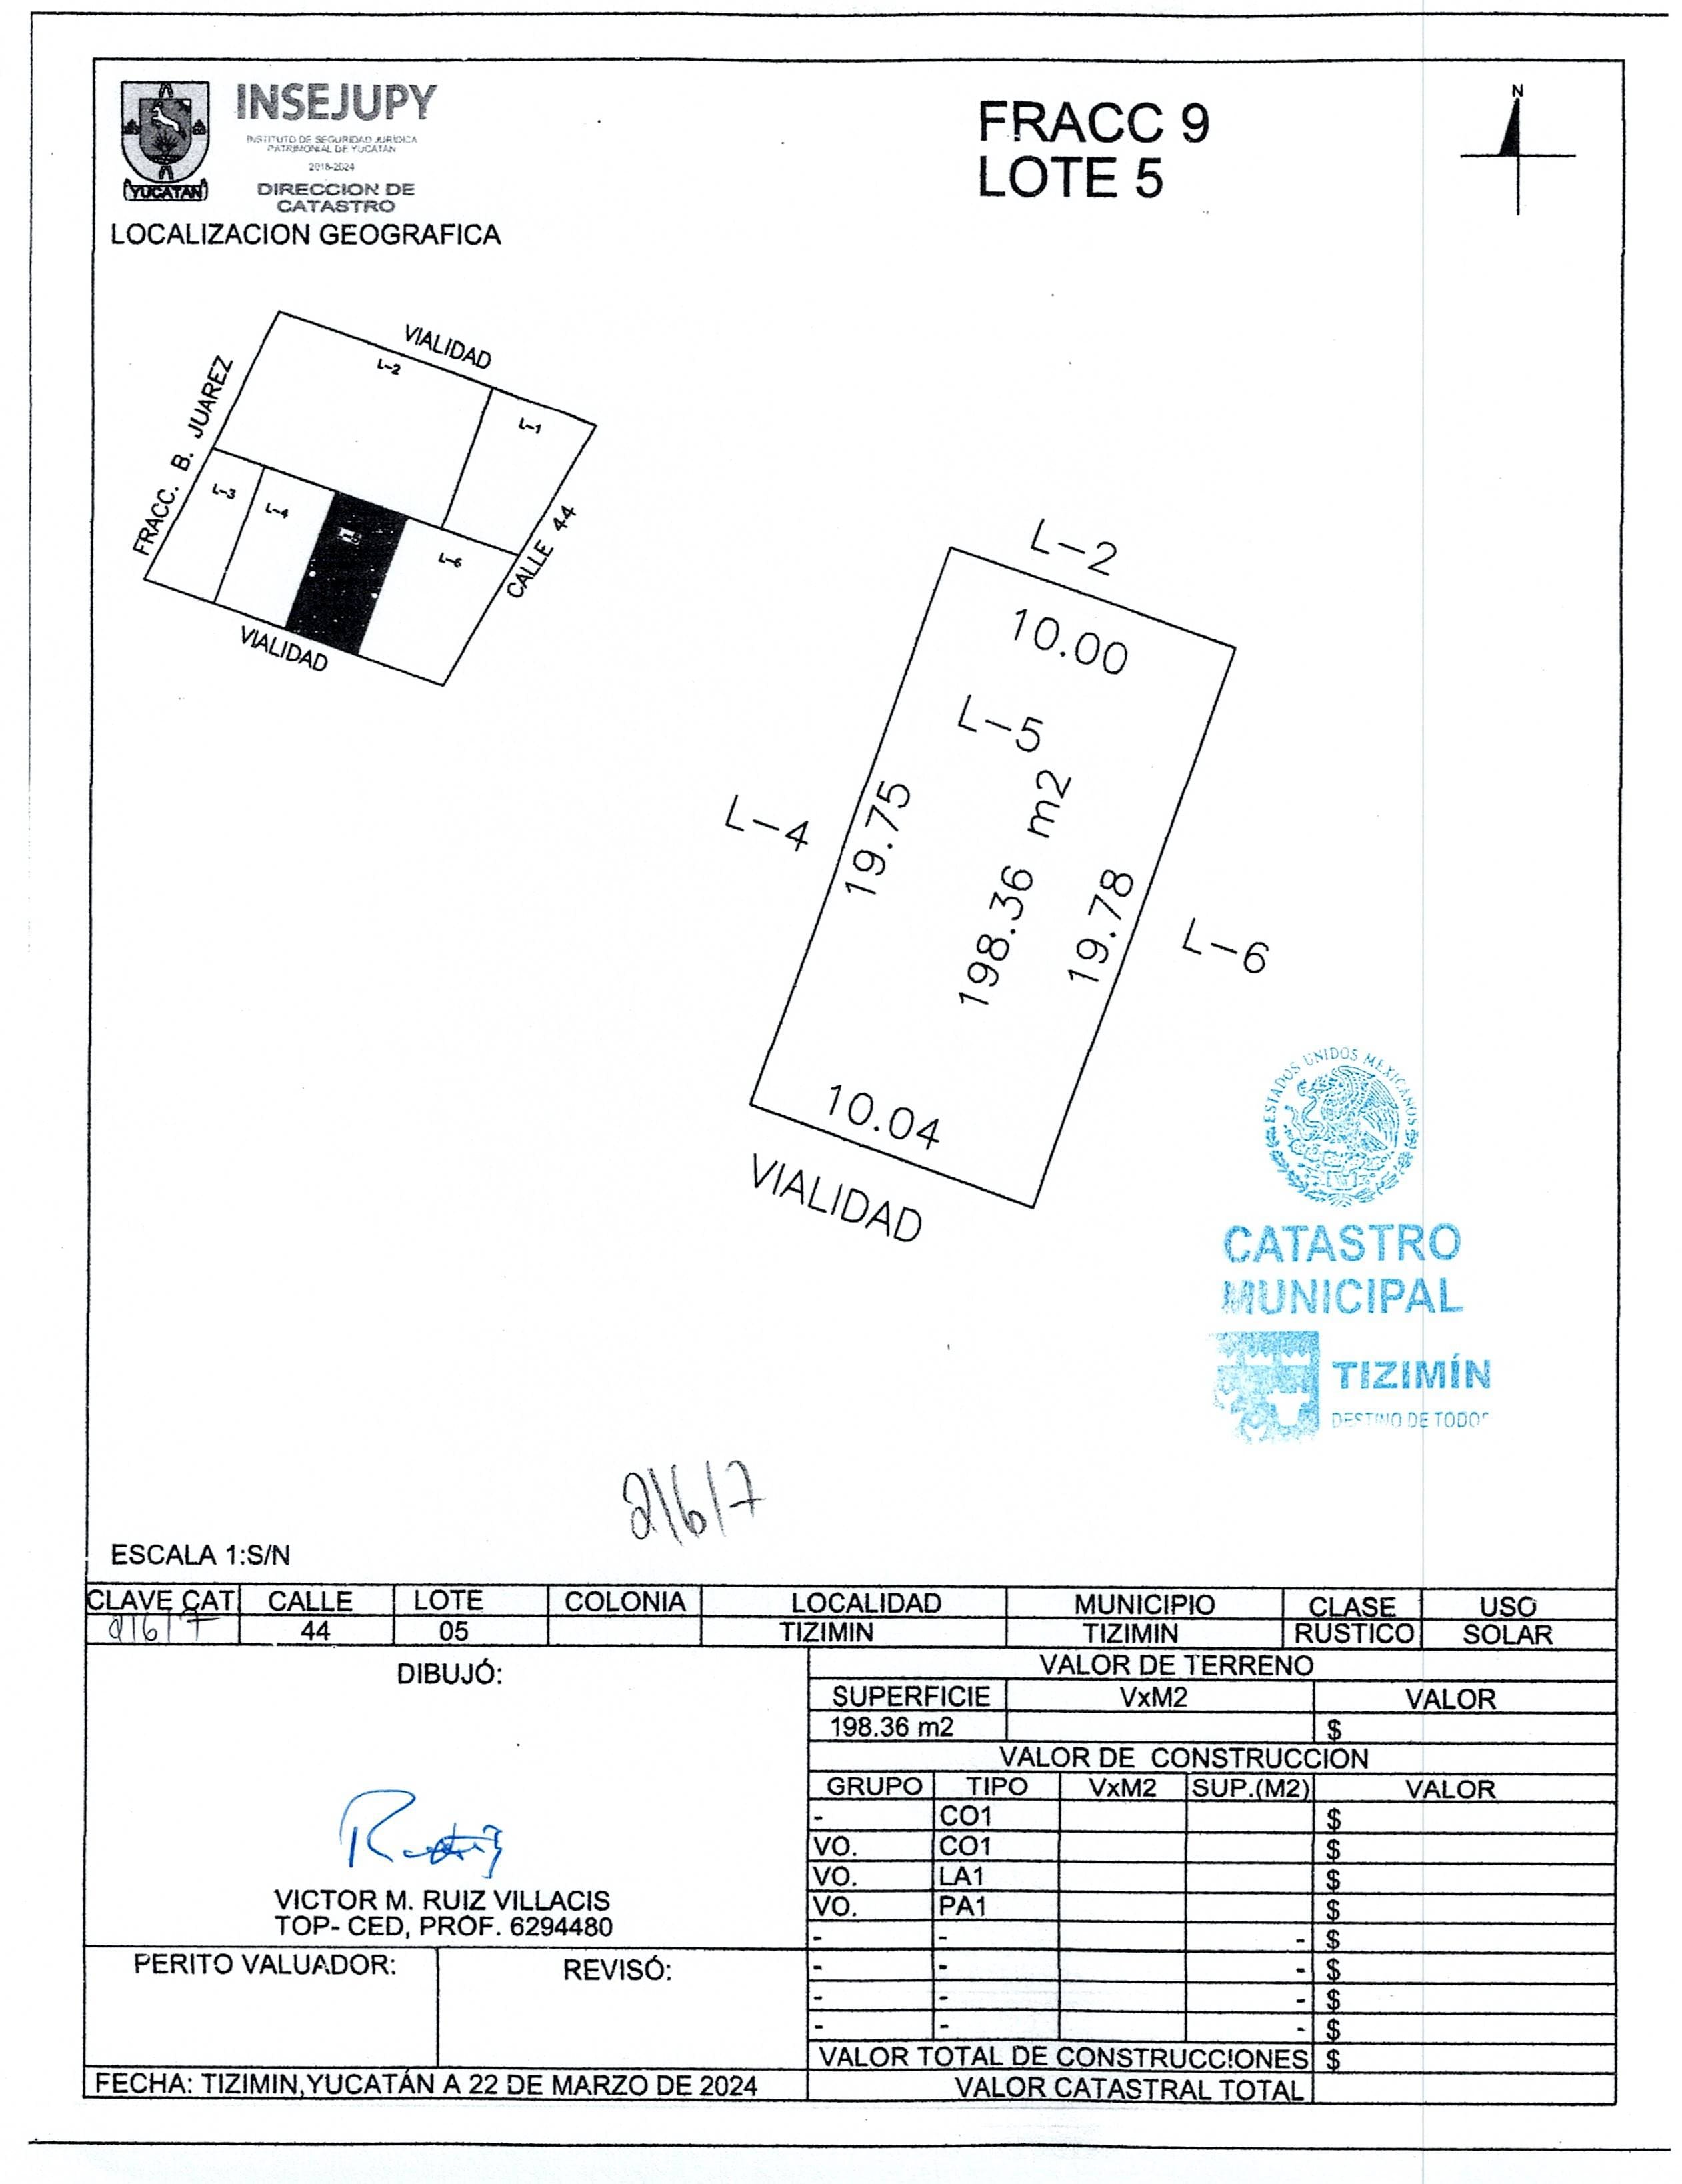 INSEJUPY
INSTITUTO DE SEGURIDAD JURÍDICA
PATRIMONIAL DE YUCATÁN
2018-2024
DIRECCION DE
CATASTRO
YUCATAN
LOCALIZACION GEOGRAFICA
FRACC 9
LOTE 5
N
VIALIDAD
L-2
L-1
FRACC. B. JUAREZ
L-3
L-4
L-6
CALLE 44
VIALIDAD
L-2
10.00
L-5
L-4
19.75
198.36 m2
19.78
L-6
10.04
VIALIDAD
ESTADOS UNIDOS MEXICANOS
CATASTRO
MUNICIPAL
TIZIMÍN
DESTINO DE TODOS
2/6/7
ESCALA 1:S/N
CLAVE CAT CALLE LOTE COLONIA LOCALIDAD MUNICIPIO CLASE USO
2/6/7 44 05 TIZIMIN TIZIMIN RUSTICO SOLAR
DIBUJÓ:
VICTOR M. RUIZ VILLACIS
TOP- CED, PROF. 6294480
PERITO VALUADOR: REVISÓ:
FECHA: TIZIMIN,YUCATÁN A 22 DE MARZO DE 2024
VALOR DE TERRENO
SUPERFICIE VxM2 VALOR
198.36 m2 $
VALOR DE CONSTRUCCION
GRUPO TIPO VxM2 SUP.(M2) VALOR
- CO1 $
VO. CO1 $
VO. LA1 $
VO. PA1 $
- - - $
- - - $
- - - $
- - - $
VALOR TOTAL DE CONSTRUCCIONES $
VALOR CATASTRAL TOTAL